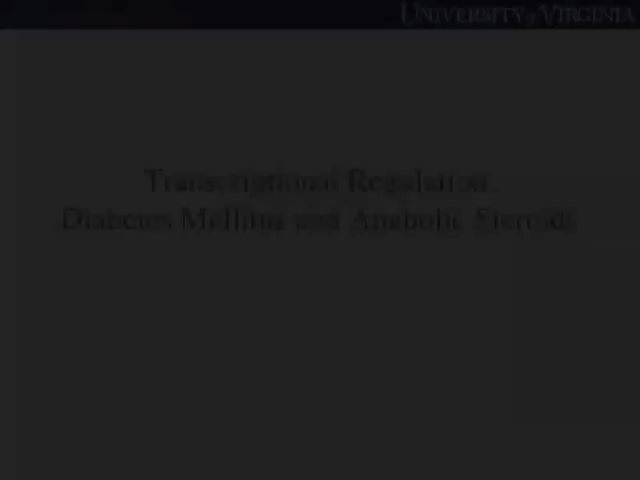 UNIVERSITY of VIRGINIA
Transcriptional Regulation
Diabetes Mellitus and Anabolic Steroids